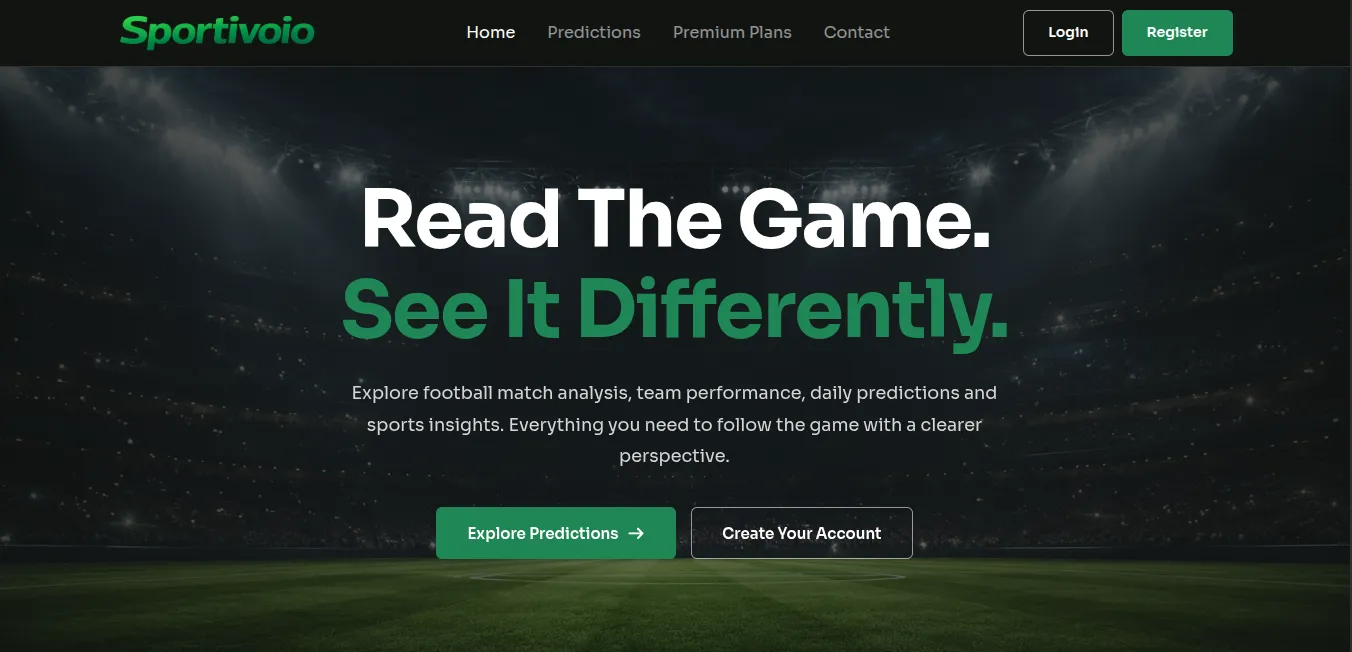 Sportivoio
Home
Predictions
Premium Plans
Contact
Login
Register
Read The Game.
See It Differently.
Explore football match analysis, team performance, daily predictions and
sports insights. Everything you need to follow the game with a clearer
perspective.
Explore Predictions →
Create Your Account